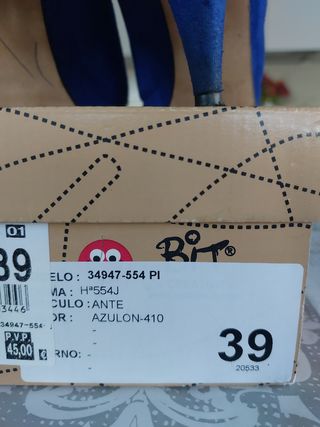 01
39
3446
34947-554
P.V.P.
45,00 €
BiT®
ELO : 34947-554 PI
MA : Hª554J
CULO : ANTE
OR : AZULON-410
-
-
RNO: -
39
20533